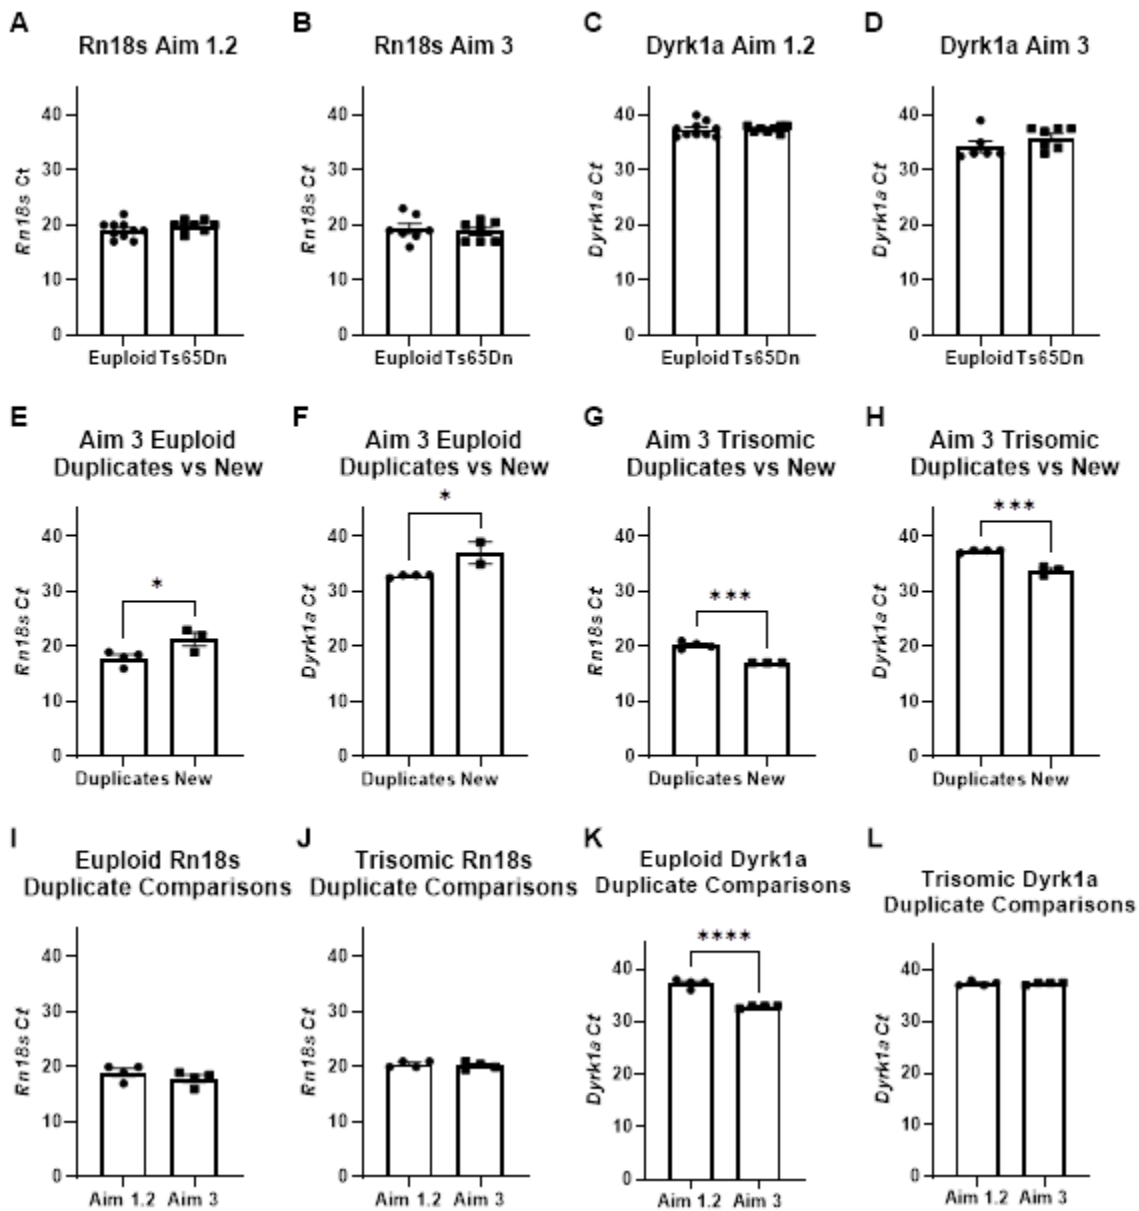 A
Rn18s Aim 1.2
Rn18s Ct
40
30
20
10
0
Euploid Ts65Dn
B
Rn18s Aim 3
Rn18s Ct
40
30
20
10
0
Euploid Ts65Dn
C
Dyrk1a Aim 1.2
Dyrk1a Ct
40
30
20
10
0
Euploid Ts65Dn
D
Dyrk1a Aim 3
Dyrk1a Ct
40
30
20
10
0
Euploid Ts65Dn
E
Aim 3 Euploid
Duplicates vs New
*
Rn18s Ct
40
30
20
10
0
Duplicates New
F
Aim 3 Euploid
Duplicates vs New
*
Dyrk1a Ct
40
30
20
10
0
Duplicates New
G
Aim 3 Trisomic
Duplicates vs New
***
Rn18s Ct
40
30
20
10
0
Duplicates New
H
Aim 3 Trisomic
Duplicates vs New
***
Dyrk1a Ct
40
30
20
10
0
Duplicates New
I
Euploid Rn18s
Duplicate Comparisons
Rn18s Ct
40
30
20
10
0
Aim 1.2 Aim 3
J
Trisomic Rn18s
Duplicate Comparisons
Rn18s Ct
40
30
20
10
0
Aim 1.2 Aim 3
K
Euploid Dyrk1a
Duplicate Comparisons
****
Dyrk1a Ct
40
30
20
10
0
Aim 1.2 Aim 3
L
Trisomic Dyrk1a
Duplicate Comparisons
Dyrk1a Ct
40
30
20
10
0
Aim 1.2 Aim 3